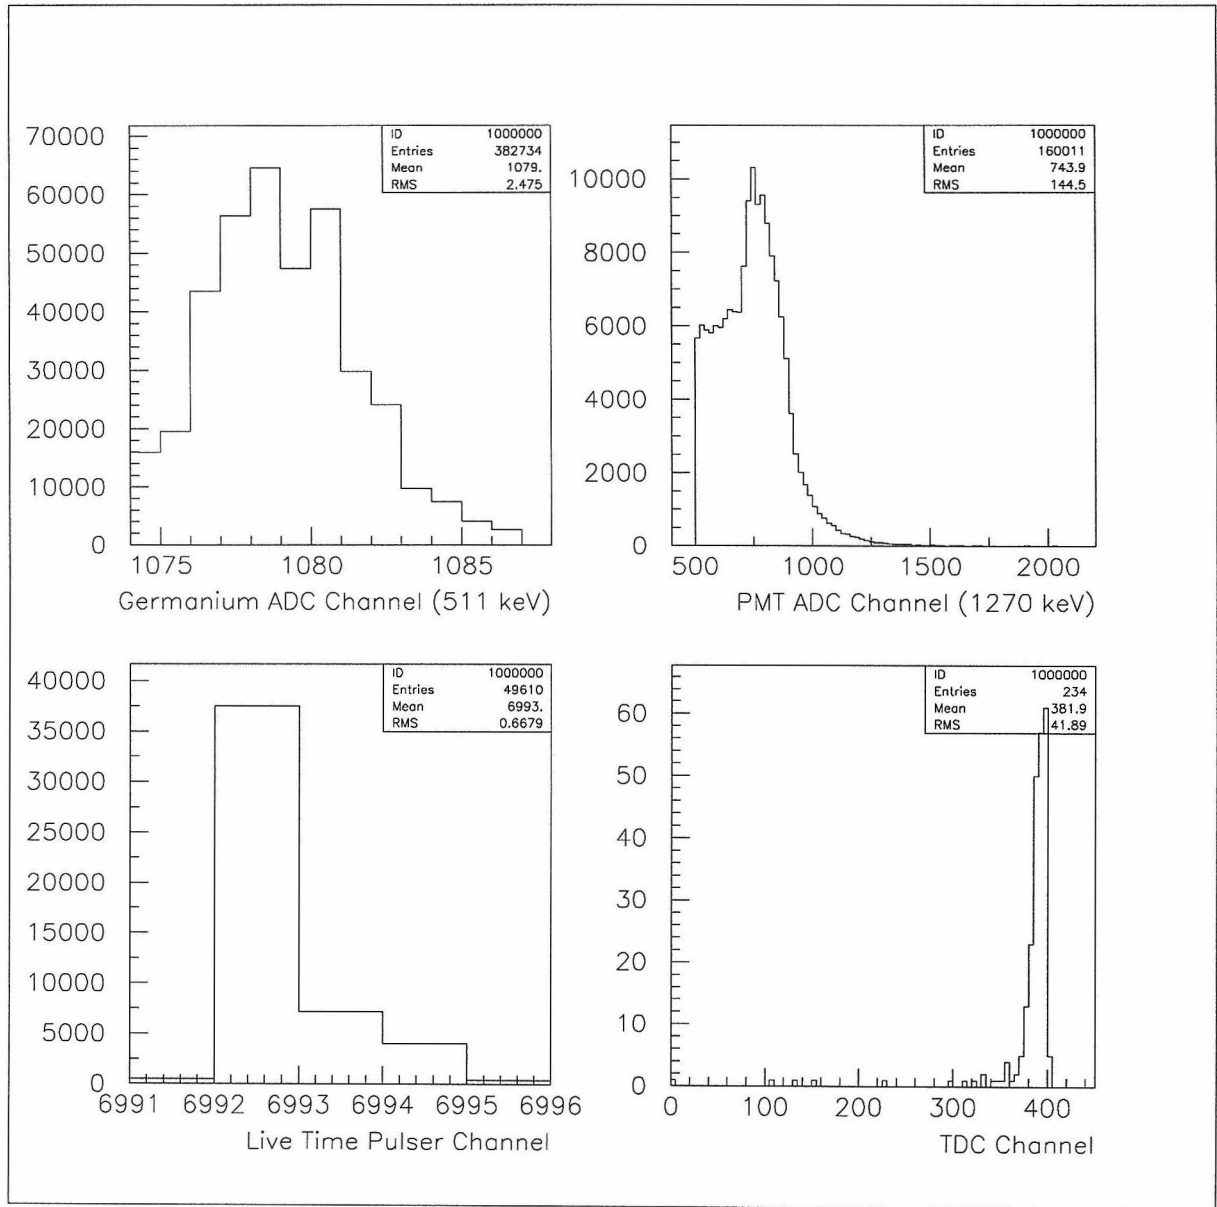 70000
60000
50000
40000
30000
20000
10000
0
1075 1080 1085
Germanium ADC Channel (511 keV)
ID 1000000
Entries 382734
Mean 1079.
RMS 2.475
10000
8000
6000
4000
2000
0
500 1000 1500 2000
PMT ADC Channel (1270 keV)
ID 1000000
Entries 160011
Mean 743.9
RMS 144.5
40000
35000
30000
25000
20000
15000
10000
5000
0
6991 6992 6993 6994 6995 6996
Live Time Pulser Channel
ID 1000000
Entries 49610
Mean 6993.
RMS 0.6679
60
50
40
30
20
10
0
0 100 200 300 400
TDC Channel
ID 1000000
Entries 234
Mean 381.9
RMS 41.89